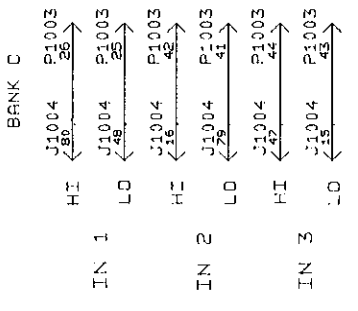 BANK C
HI J1004 P1003
80 26
IN 1
LO J1004 P1003
48 25
HI J1004 P1003
16 42
IN 2
LO J1004 P1003
79 41
HI J1004 P1003
47 44
IN 3
LO J1004 P1003
15 43